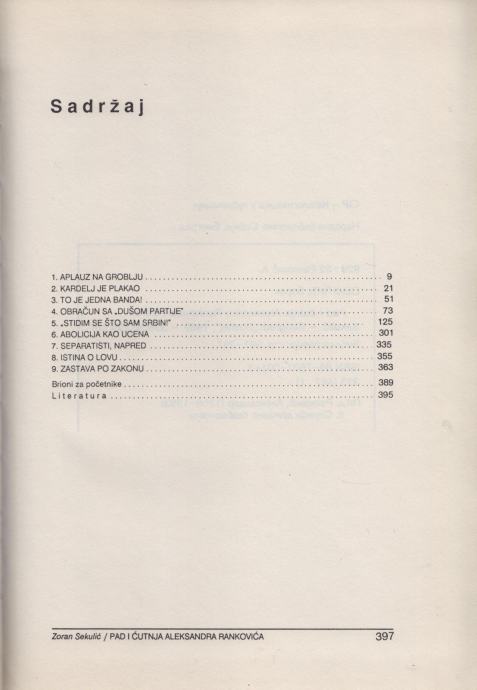 Sadržaj
1. APLAUZ NA GROBLJU ........................................ 9
2. KARDELJ JE PLAKAO ........................................ 21
3. TO JE JEDNA BANDA! ........................................ 51
4. OBRAČUN SA „DUŠOM PARTIJE” ........................................ 73
5. „STIDIM SE ŠTO SAM SRBIN!” ........................................ 125
6. ABOLICIJA KAO UCENA ........................................ 301
7. SEPARATISTI, NAPRED ........................................ 335
8. ISTINA O LOVU ........................................ 355
9. ZASTAVA PO ZAKONU ........................................ 363
Brioni za početnike ........................................ 389
Literatura ........................................ 395
Zoran Sekulić / PAD I ĆUTNJA ALEKSANDRA RANKOVIĆA 397